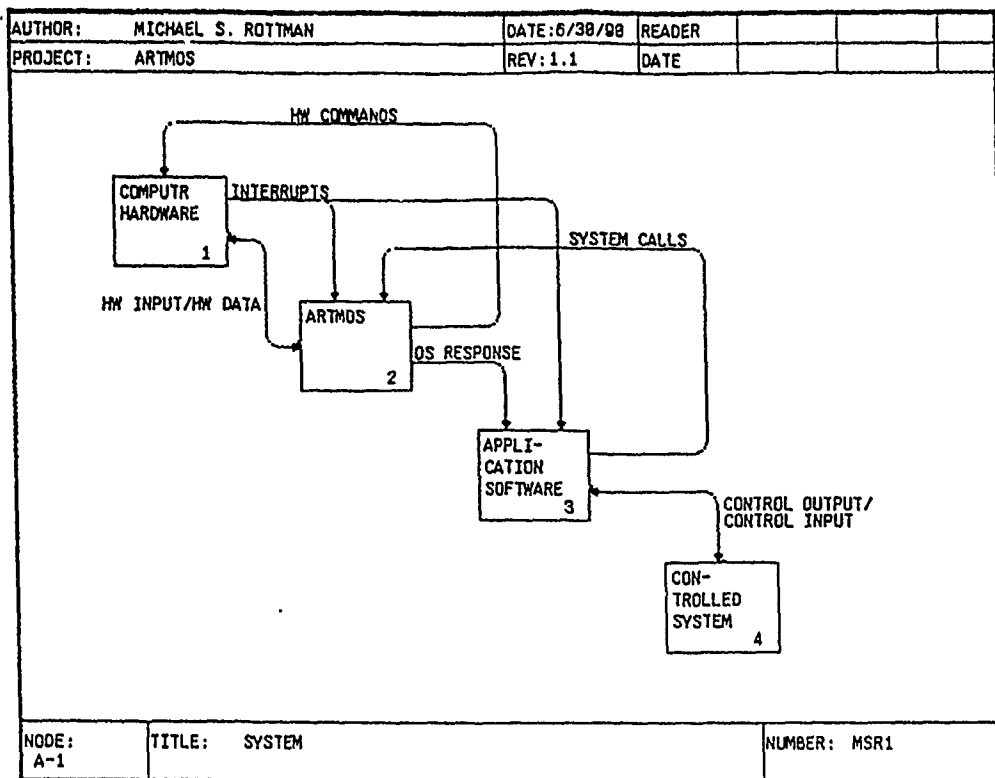 AUTHOR: MICHAEL S. ROTTMAN DATE:6/30/90 READER
PROJECT: ARTMOS REV:1.1 DATE
HW COMMANDS
COMPUTR
HARDWARE
1
INTERRUPTS
SYSTEM CALLS
HW INPUT/HW DATA
ARTMOS
2
OS RESPONSE
APPLI-
CATION
SOFTWARE
3
CONTROL OUTPUT/
CONTROL INPUT
CON-
TROLLED
SYSTEM
4
NODE: TITLE: SYSTEM NUMBER: MSR1
A-1